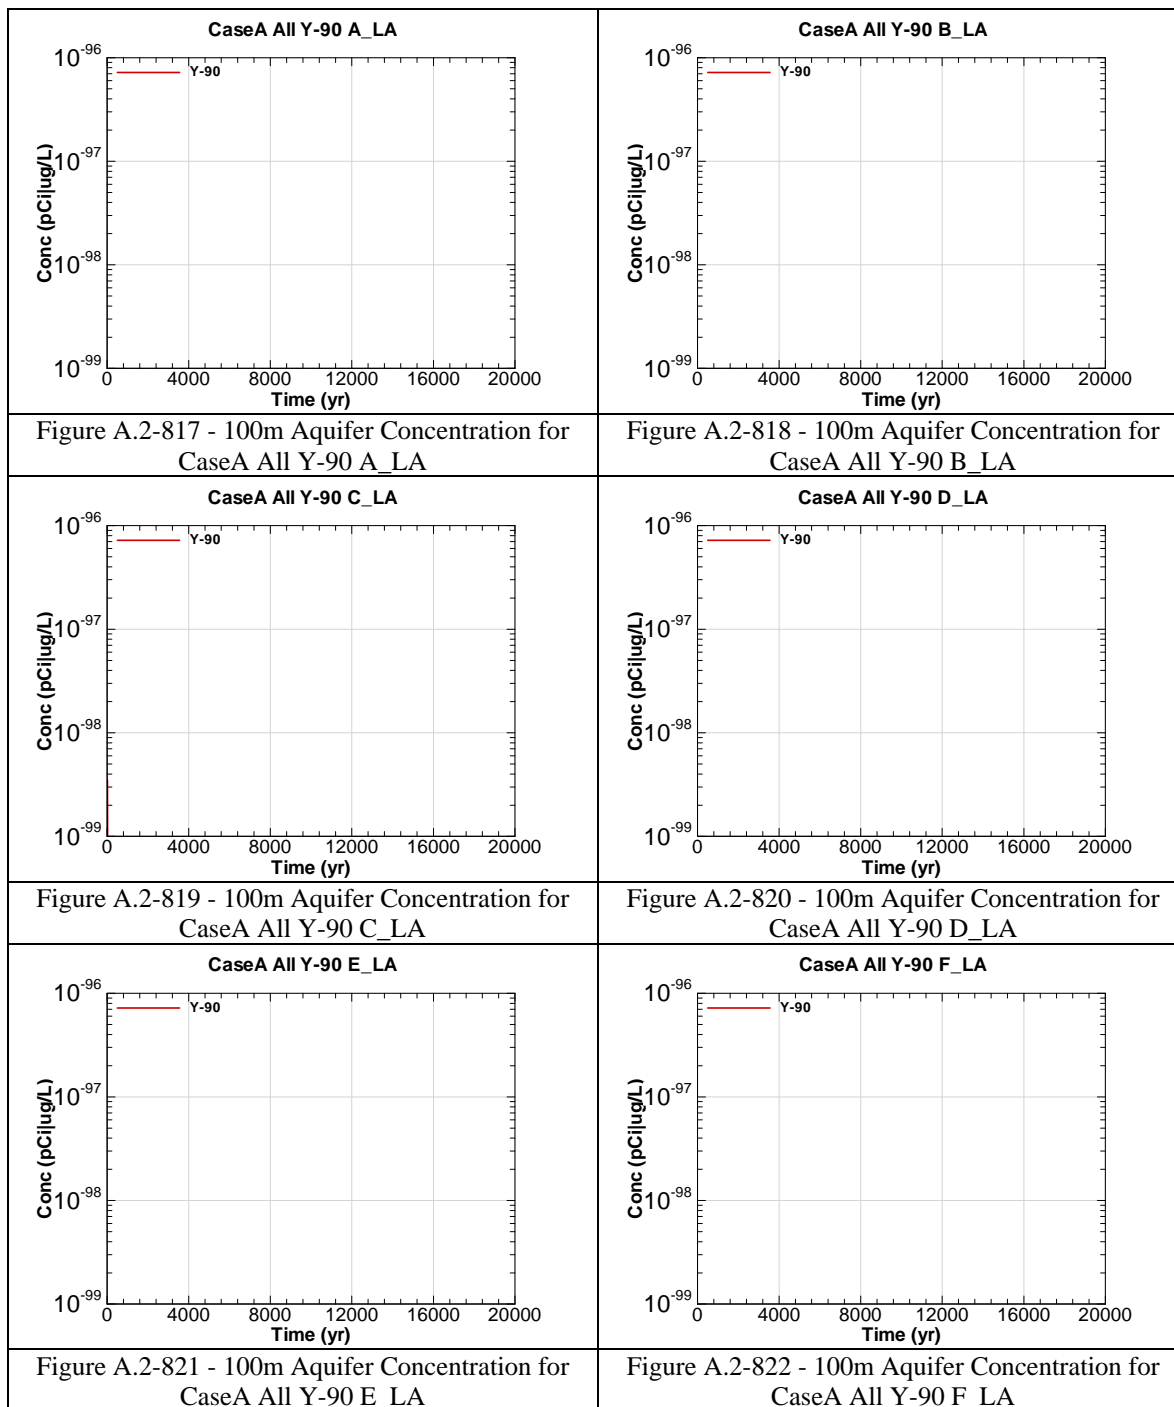 CaseA All Y-90 A_LA
Y-90
10-96
10-97
10-98
10-99
Conc (pCi|ug/L)
0 4000 8000 12000 16000 20000
Time (yr)
Figure A.2-817 - 100m Aquifer Concentration for
CaseA All Y-90 A_LA
CaseA All Y-90 B_LA
Y-90
10-96
10-97
10-98
10-99
Conc (pCi|ug/L)
0 4000 8000 12000 16000 20000
Time (yr)
Figure A.2-818 - 100m Aquifer Concentration for
CaseA All Y-90 B_LA
CaseA All Y-90 C_LA
Y-90
10-96
10-97
10-98
10-99
Conc (pCi|ug/L)
0 4000 8000 12000 16000 20000
Time (yr)
Figure A.2-819 - 100m Aquifer Concentration for
CaseA All Y-90 C_LA
CaseA All Y-90 D_LA
Y-90
10-96
10-97
10-98
10-99
Conc (pCi|ug/L)
0 4000 8000 12000 16000 20000
Time (yr)
Figure A.2-820 - 100m Aquifer Concentration for
CaseA All Y-90 D_LA
CaseA All Y-90 E_LA
Y-90
10-96
10-97
10-98
10-99
Conc (pCi|ug/L)
0 4000 8000 12000 16000 20000
Time (yr)
Figure A.2-821 - 100m Aquifer Concentration for
CaseA All Y-90 E_LA
CaseA All Y-90 F_LA
Y-90
10-96
10-97
10-98
10-99
Conc (pCi|ug/L)
0 4000 8000 12000 16000 20000
Time (yr)
Figure A.2-822 - 100m Aquifer Concentration for
CaseA All Y-90 F_LA